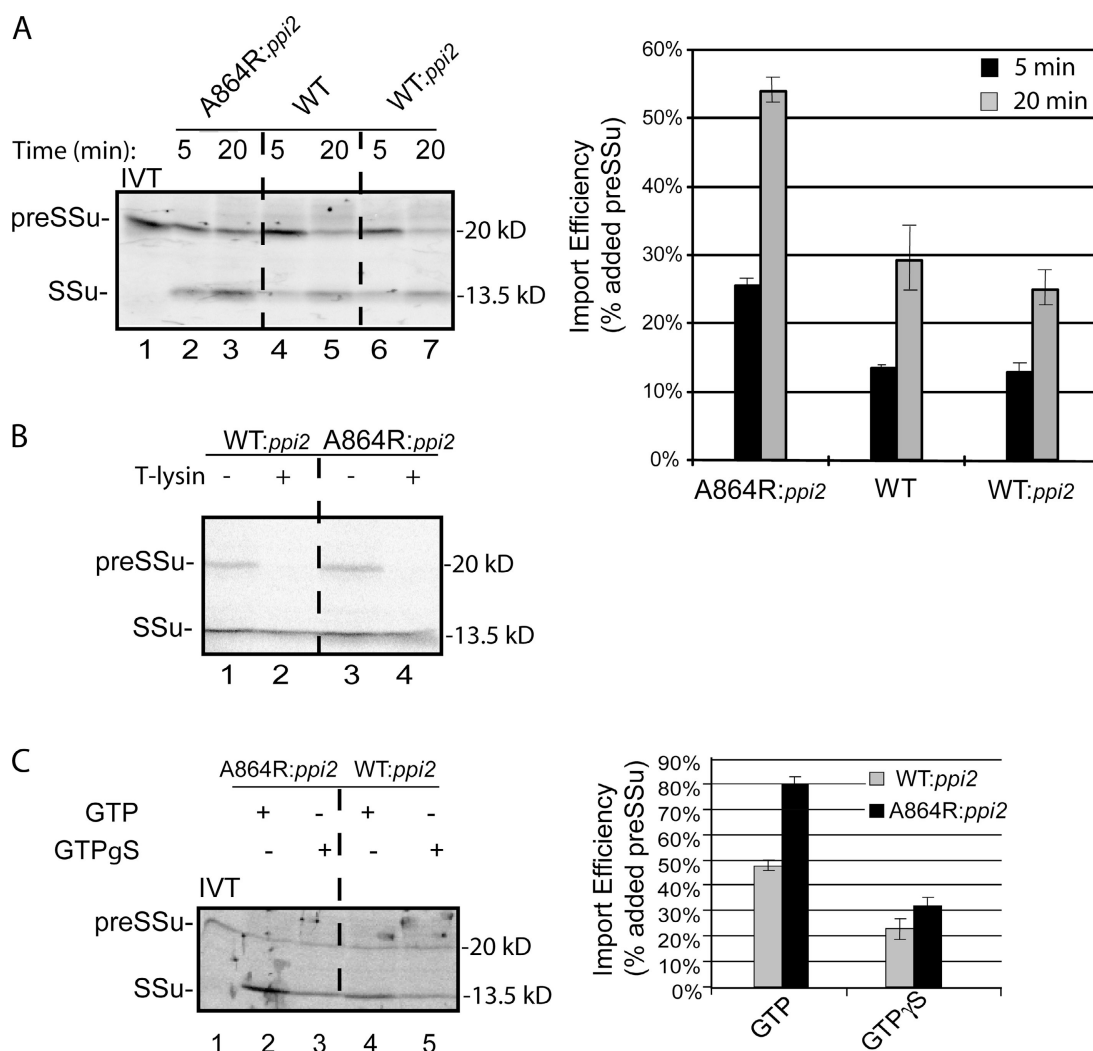 A
A864R:ppi2 WT WT:ppi2
Time (min): 5 20 5 20 5 20
IVT
preSSu- -20 kD
SSu- -13.5 kD
1 2 3 4 5 6 7
60%
50%
40%
30%
20%
10%
0%
Import Efficiency
(% added preSSu)
5 min
20 min
A864R:ppi2 WT WT:ppi2
B
WT:ppi2 A864R:ppi2
T-lysin - + - +
preSSu- -20 kD
SSu- -13.5 kD
1 2 3 4
C
A864R:ppi2 WT:ppi2
GTP + - + -
GTPgS - + - +
IVT
preSSu- -20 kD
SSu- -13.5 kD
1 2 3 4 5
90%
80%
70%
60%
50%
40%
30%
20%
10%
0%
Import Efficiency
(% added preSSu)
WT:ppi2
A864R:ppi2
GTP GTPγS